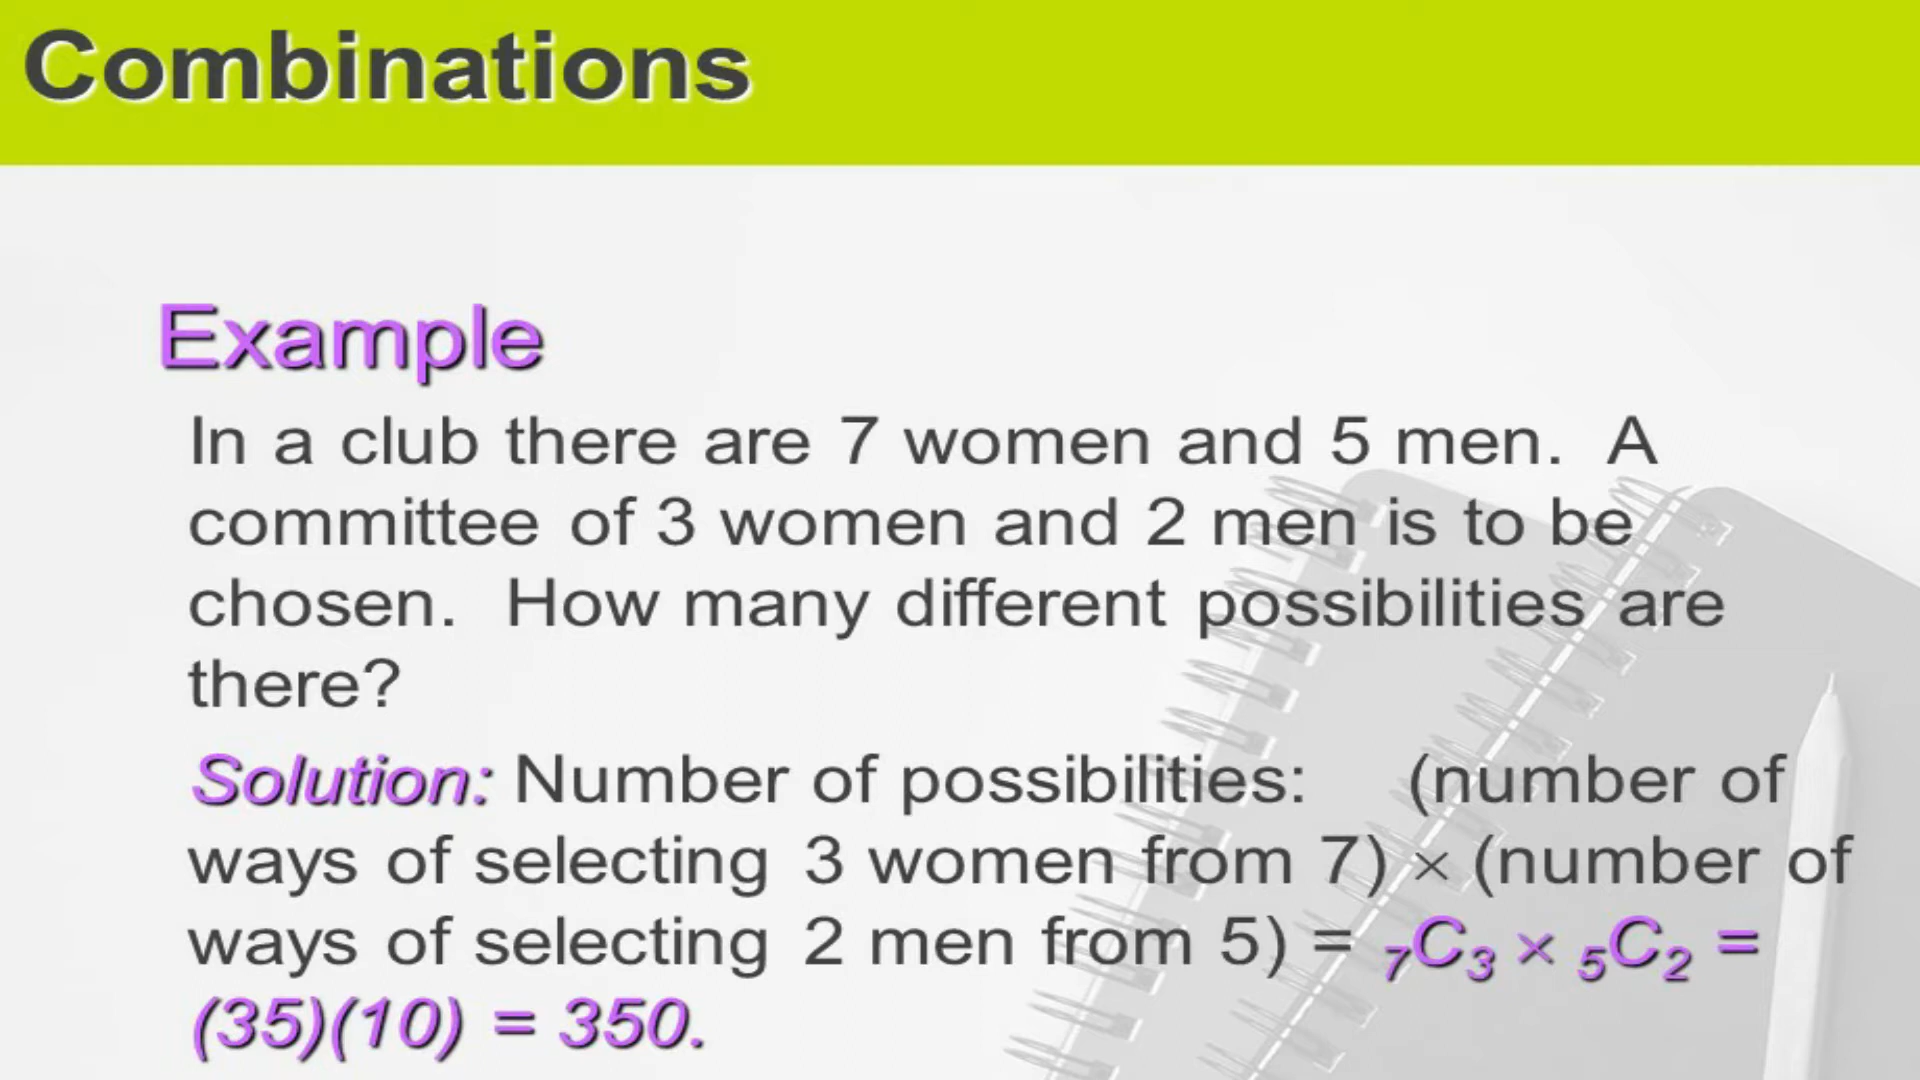 Combinations
Example
In a club there are 7 women and 5 men. A
committee of 3 women and 2 men is to be
chosen. How many different possibilities are
there?
Solution: Number of possibilities: (number of
ways of selecting 3 women from 7) × (number of
ways of selecting 2 men from 5) = ₇C₃ × ₅C₂ =
(35)(10) = 350.